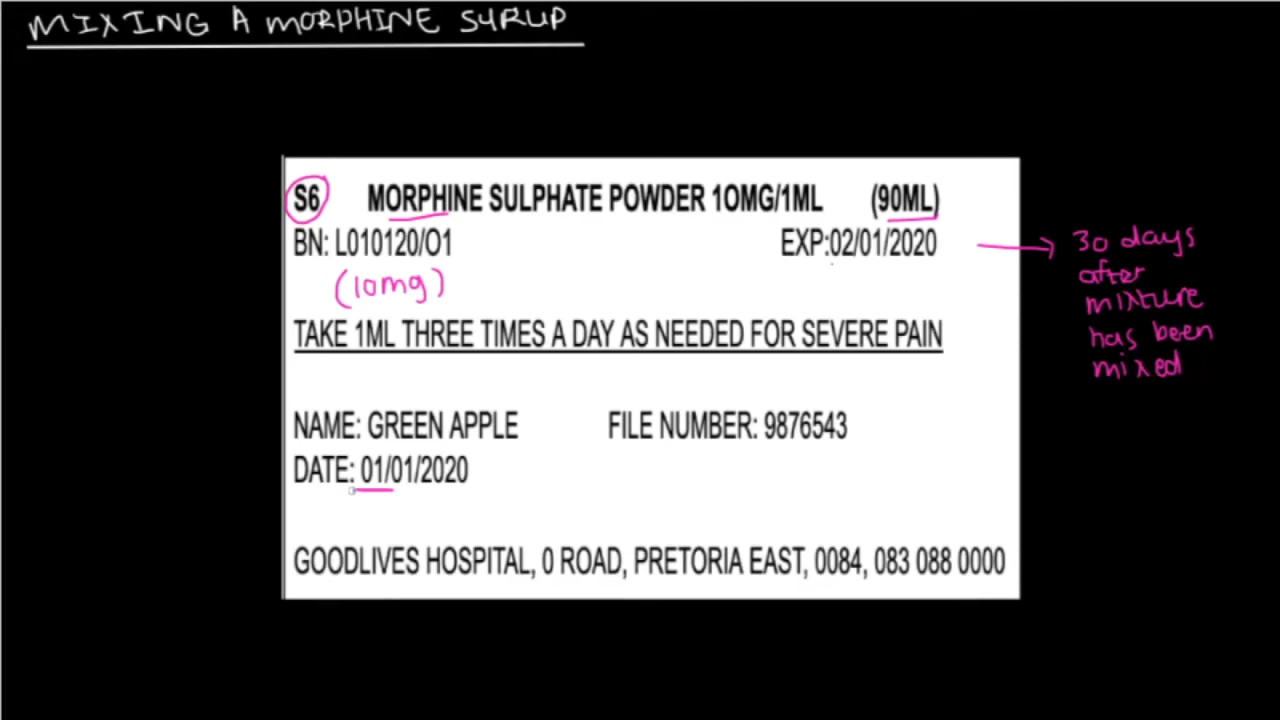 MIXING A MORPHINE SYRUP
S6 MORPHINE SULPHATE POWDER 1OMG/1ML (90ML)
BN: L010120/O1 EXP:02/01/2020
(10mg)
TAKE 1ML THREE TIMES A DAY AS NEEDED FOR SEVERE PAIN
NAME: GREEN APPLE FILE NUMBER: 9876543
DATE: 01/01/2020
GOODLIVES HOSPITAL, 0 ROAD, PRETORIA EAST, 0084, 083 088 0000
30 days
after
mixture
has been
mixed